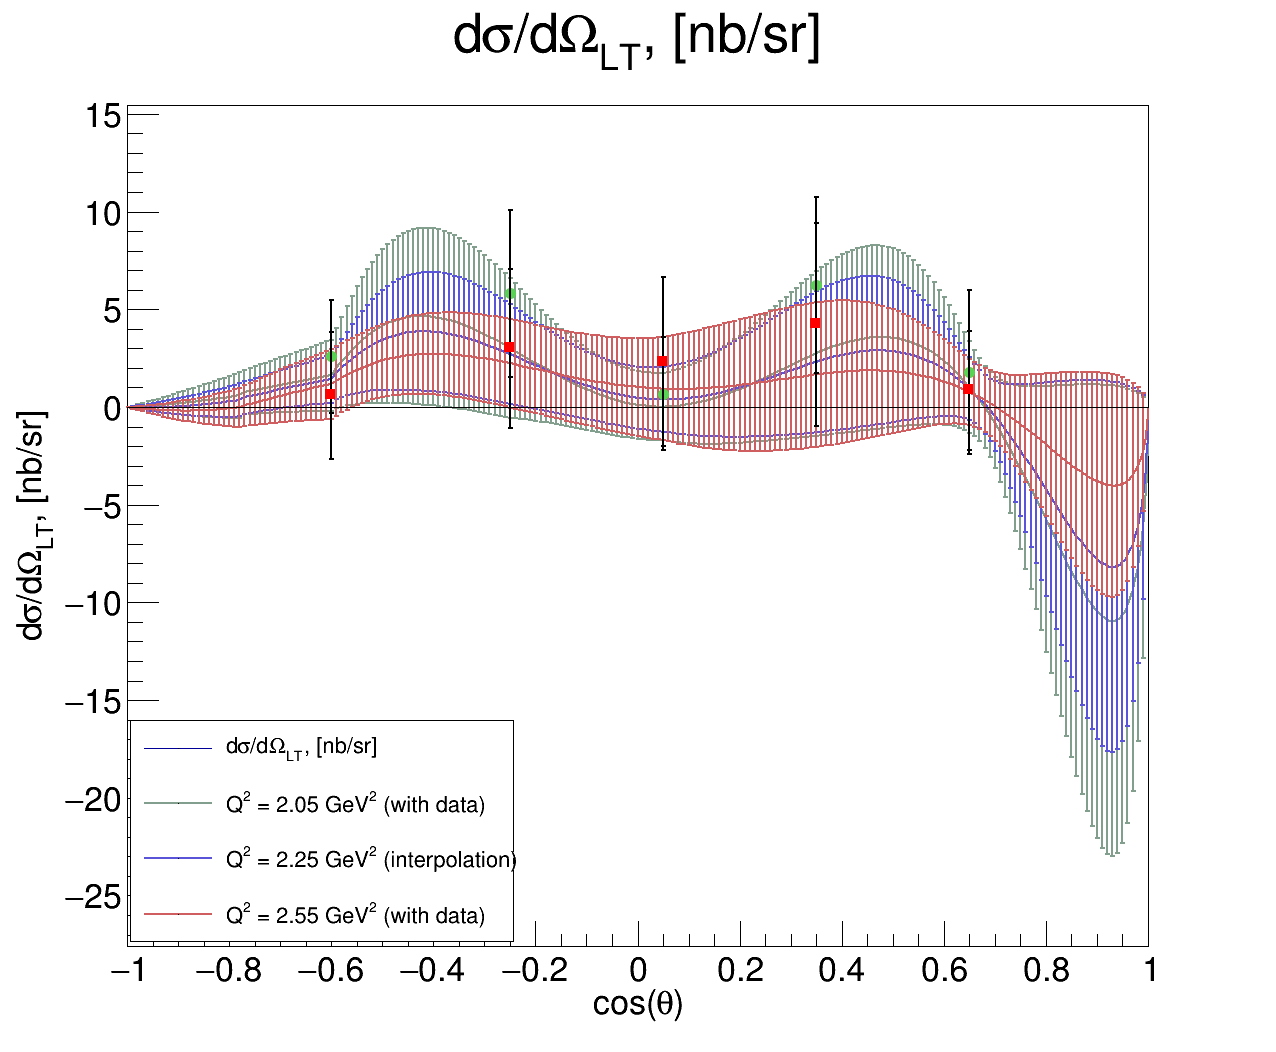 dσ/dΩ_LT, [nb/sr]
dσ/dΩ_LT, [nb/sr]
15
10
5
0
−5
−10
−15
−20
−25
dσ/dΩ_LT, [nb/sr]
Q² = 2.05 GeV² (with data)
Q² = 2.25 GeV² (interpolation)
Q² = 2.55 GeV² (with data)
−1 −0.8 −0.6 −0.4 −0.2 0 0.2 0.4 0.6 0.8 1
cos(θ)